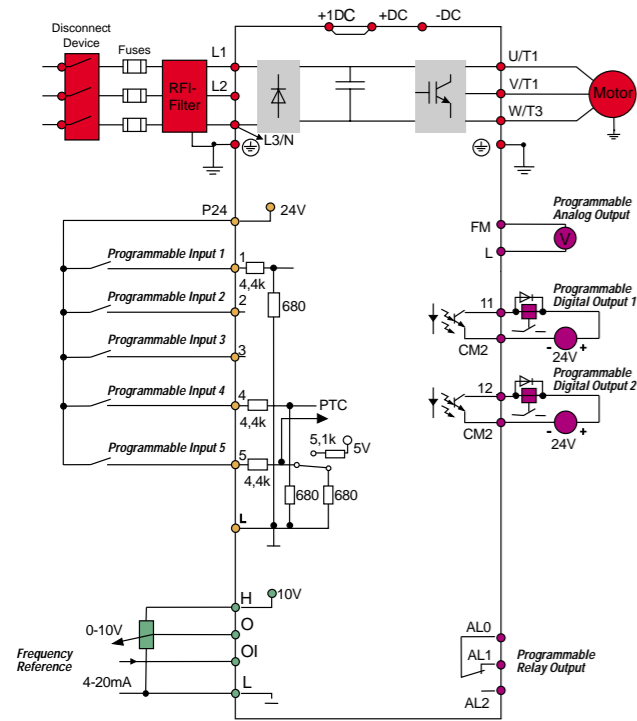 +1DC
+DC
-DC
Disconnect
Device
Fuses
L1
L2
L3/N
RFI-
Filter
U/T1
V/T1
W/T3
Motor
P24
24V
Programmable Input 1
1
4,4k
680
Programmable Input 2
2
Programmable Input 3
3
Programmable Input 4
4
4,4k
PTC
5,1k
5V
Programmable Input 5
5
4,4k
680
680
L
H
10V
0-10V
O
Frequency
Reference
OI
4-20mA
L
FM
L
V
Programmable
Analog Output
11
CM2
- +
24V
Programmable
Digital Output 1
12
CM2
- +
24V
Programmable
Digital Output 2
AL0
AL1
AL2
Programmable
Relay Output